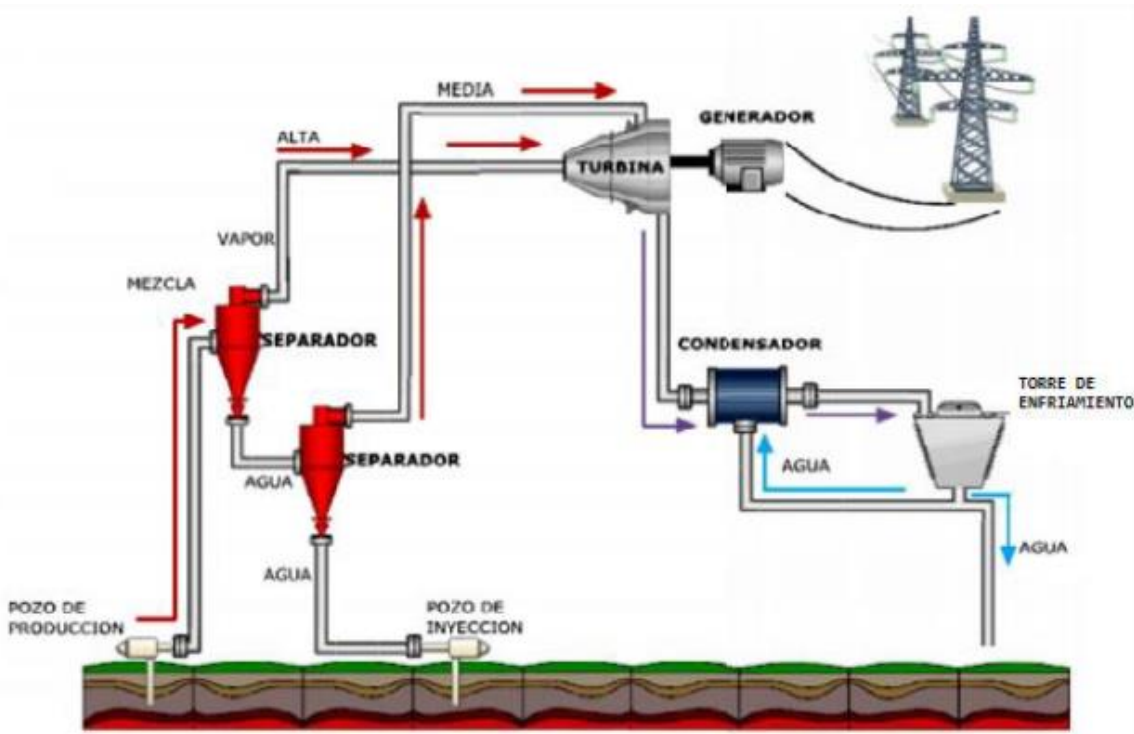 MEDIA
GENERADOR
ALTA
TURBINA
VAPOR
MEZCLA
SEPARADOR
CONDENSADOR
TORRE DE
ENFRIAMIENTO
SEPARADOR
AGUA
AGUA
AGUA
AGUA
POZO DE
PRODUCCION
POZO DE
INYECCION